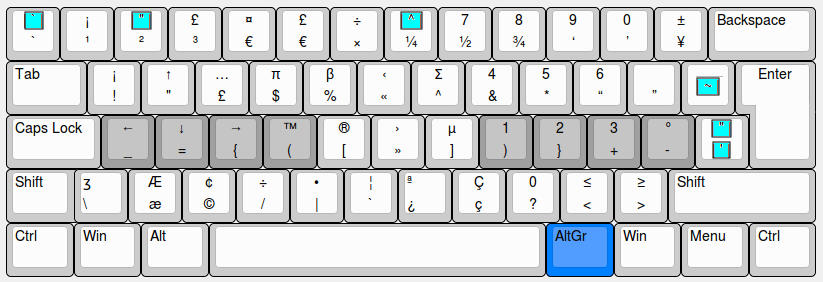 ` ¡ " £ ¤ £ ÷ ^ 7 8 9 0 ± Backspace
` ¹ ² ³ € € × ¼ ½ ¾ ‘ ’ ¥
Tab ¡ ↑ … π β ‹ Σ 4 5 6 Enter
! " £ $ % « ^ & * “ ” ~
Caps Lock ← ↓ → ™ ® › µ 1 2 3 ° "
_ = { ( [ » ] ) } + - '
Shift ʒ Æ ¢ ÷ • ¦ ª Ç 0 ≤ ≥ Shift
\ æ © / | ` ¿ ç ? < >
Ctrl Win Alt AltGr Win Menu Ctrl